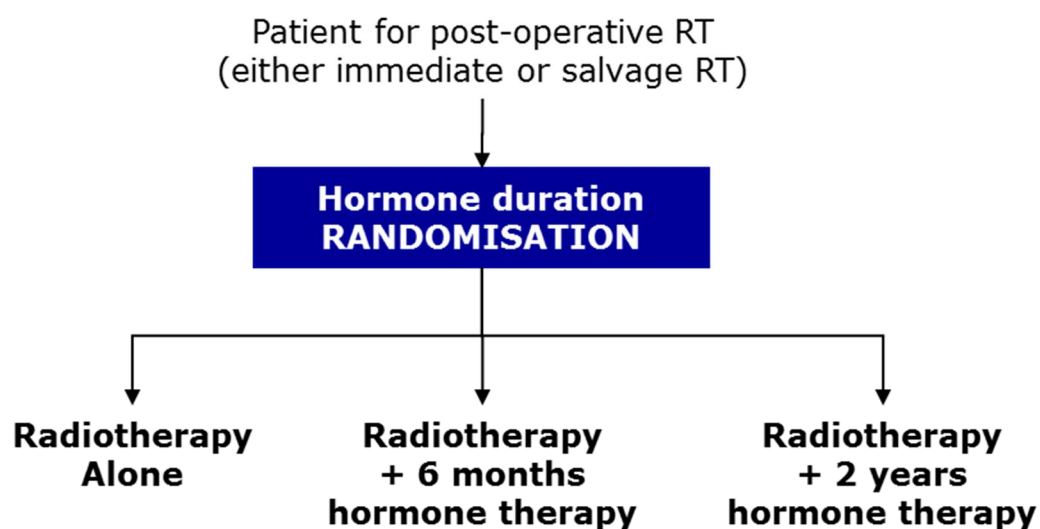 Patient for post-operative RT
(either immediate or salvage RT)
Hormone duration
RANDOMISATION
Radiotherapy
Alone
Radiotherapy
+ 6 months
hormone therapy
Radiotherapy
+ 2 years
hormone therapy